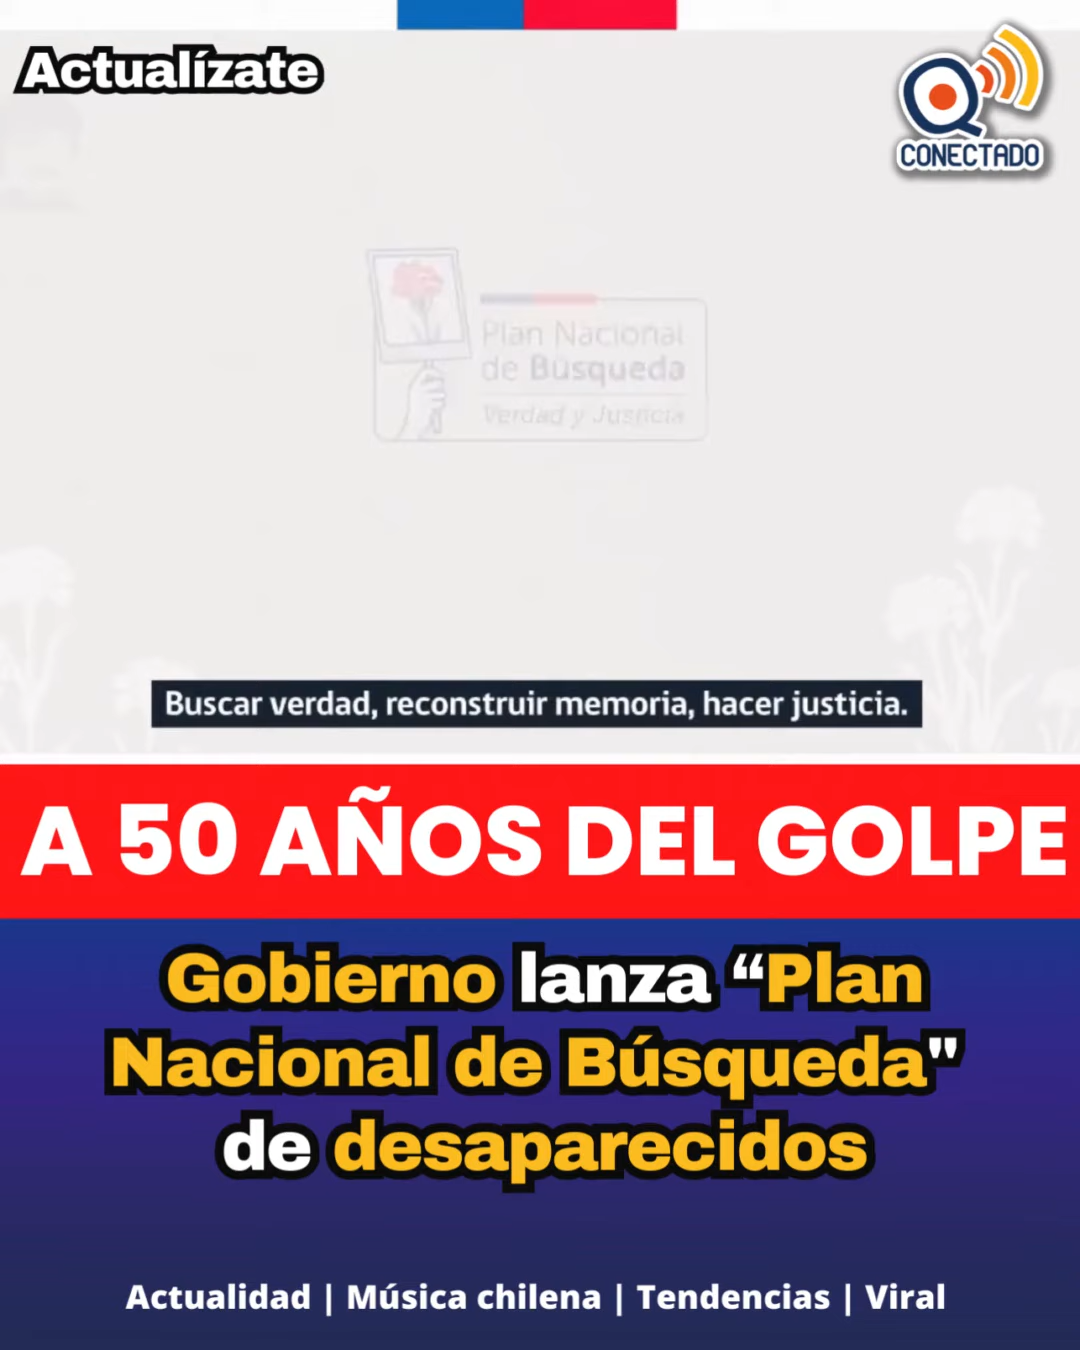 Actualízate
CONECTADO
Plan Nacional
de Búsqueda
Verdad y Justicia
Buscar verdad, reconstruir memoria, hacer justicia.
A 50 AÑOS DEL GOLPE
Gobierno lanza “Plan
Nacional de Búsqueda"
de desaparecidos
Actualidad | Música chilena | Tendencias | Viral